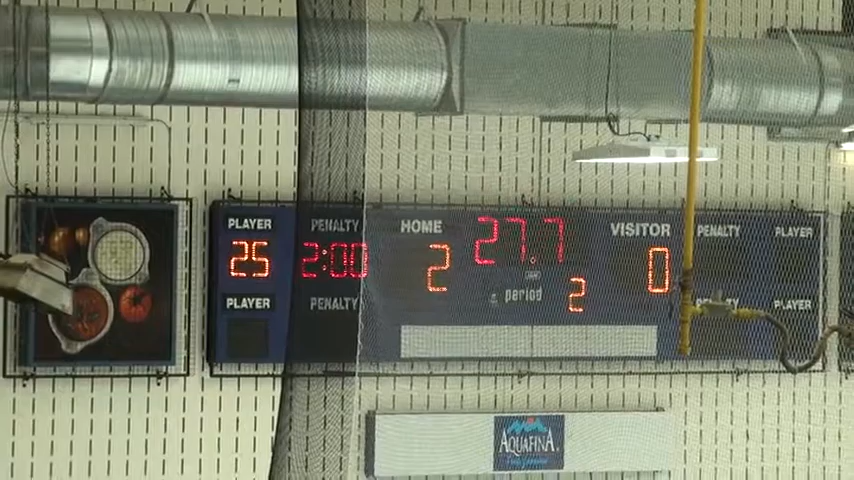 PLAYER PENALTY HOME 27.7 VISITOR PENALTY PLAYER
25 2:00 2 0
PLAYER PENALTY period 2 PENALTY PLAYER
AQUAFINA